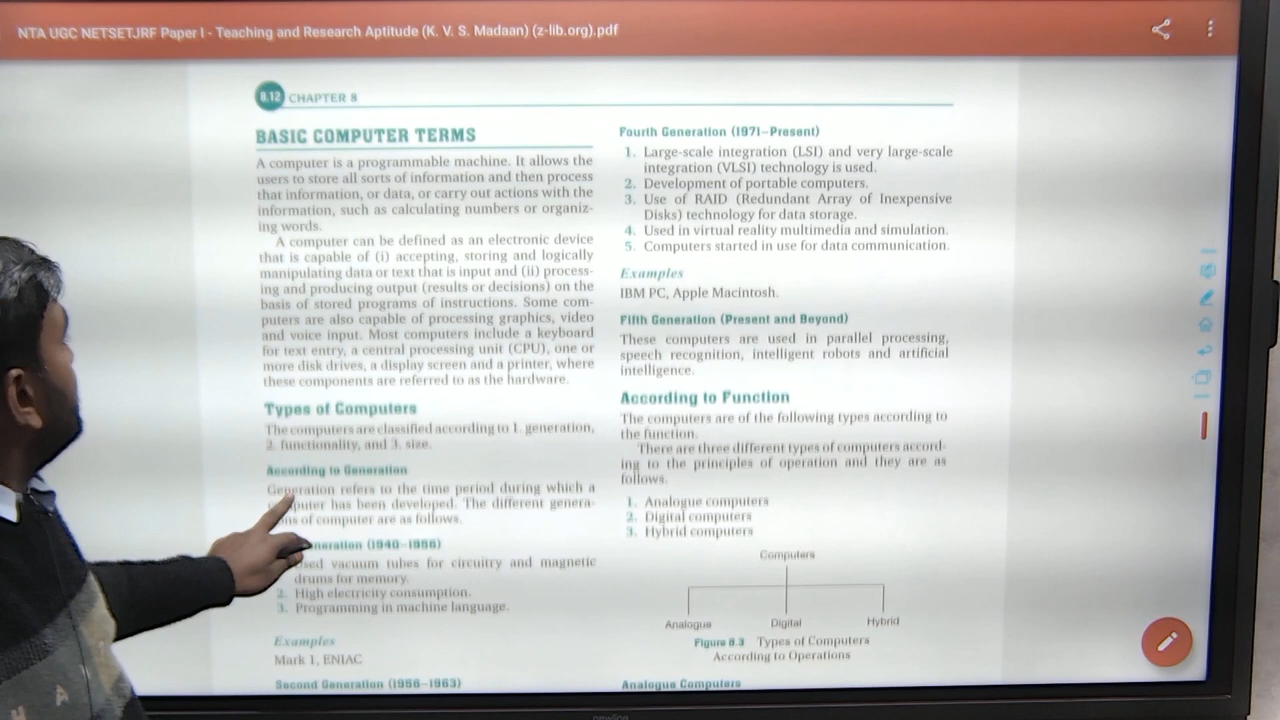 NTA UGC NETSETJRF Paper I - Teaching and Research Aptitude (K. V. S. Madaan) (z-lib.org).pdf
8.12 CHAPTER 8
BASIC COMPUTER TERMS
A computer is a programmable machine. It allows the
users to store all sorts of information and then process
that information, or data, or carry out actions with the
information, such as calculating numbers or organiz-
ing words.
A computer can be defined as an electronic device
that is capable of (i) accepting, storing and logically
manipulating data or text that is input and (ii) process-
ing and producing output (results or decisions) on the
basis of stored programs of instructions. Some com-
puters are also capable of processing graphics, video
and voice input. Most computers include a keyboard
for text entry, a central processing unit (CPU), one or
more disk drives, a display screen and a printer, where
these components are referred to as the hardware.
Types of Computers
The computers are classified according to 1. generation,
2. functionality, and 3. size.
According to Generation
Generation refers to the time period during which a
puter has been developed. The different genera-
ns of computer are as follows.
neration (1940–1956)
sed vacuum tubes for circuitry and magnetic
drums for memory.
2. High electricity consumption.
3. Programming in machine language.
Examples
Mark 1, ENIAC
Second Generation (1956–1963)
Fourth Generation (1971–Present)
1. Large-scale integration (LSI) and very large-scale
integration (VLSI) technology is used.
2. Development of portable computers.
3. Use of RAID (Redundant Array of Inexpensive
Disks) technology for data storage.
4. Used in virtual reality multimedia and simulation.
5. Computers started in use for data communication.
Examples
IBM PC, Apple Macintosh.
Fifth Generation (Present and Beyond)
These computers are used in parallel processing,
speech recognition, intelligent robots and artificial
intelligence.
According to Function
The computers are of the following types according to
the function.
There are three different types of computers accord-
ing to the principles of operation and they are as
follows.
1. Analogue computers
2. Digital computers
3. Hybrid computers
Computers
Analogue Digital Hybrid
Figure 8.3 Types of Computers
According to Operations
Analogue Computers
newline